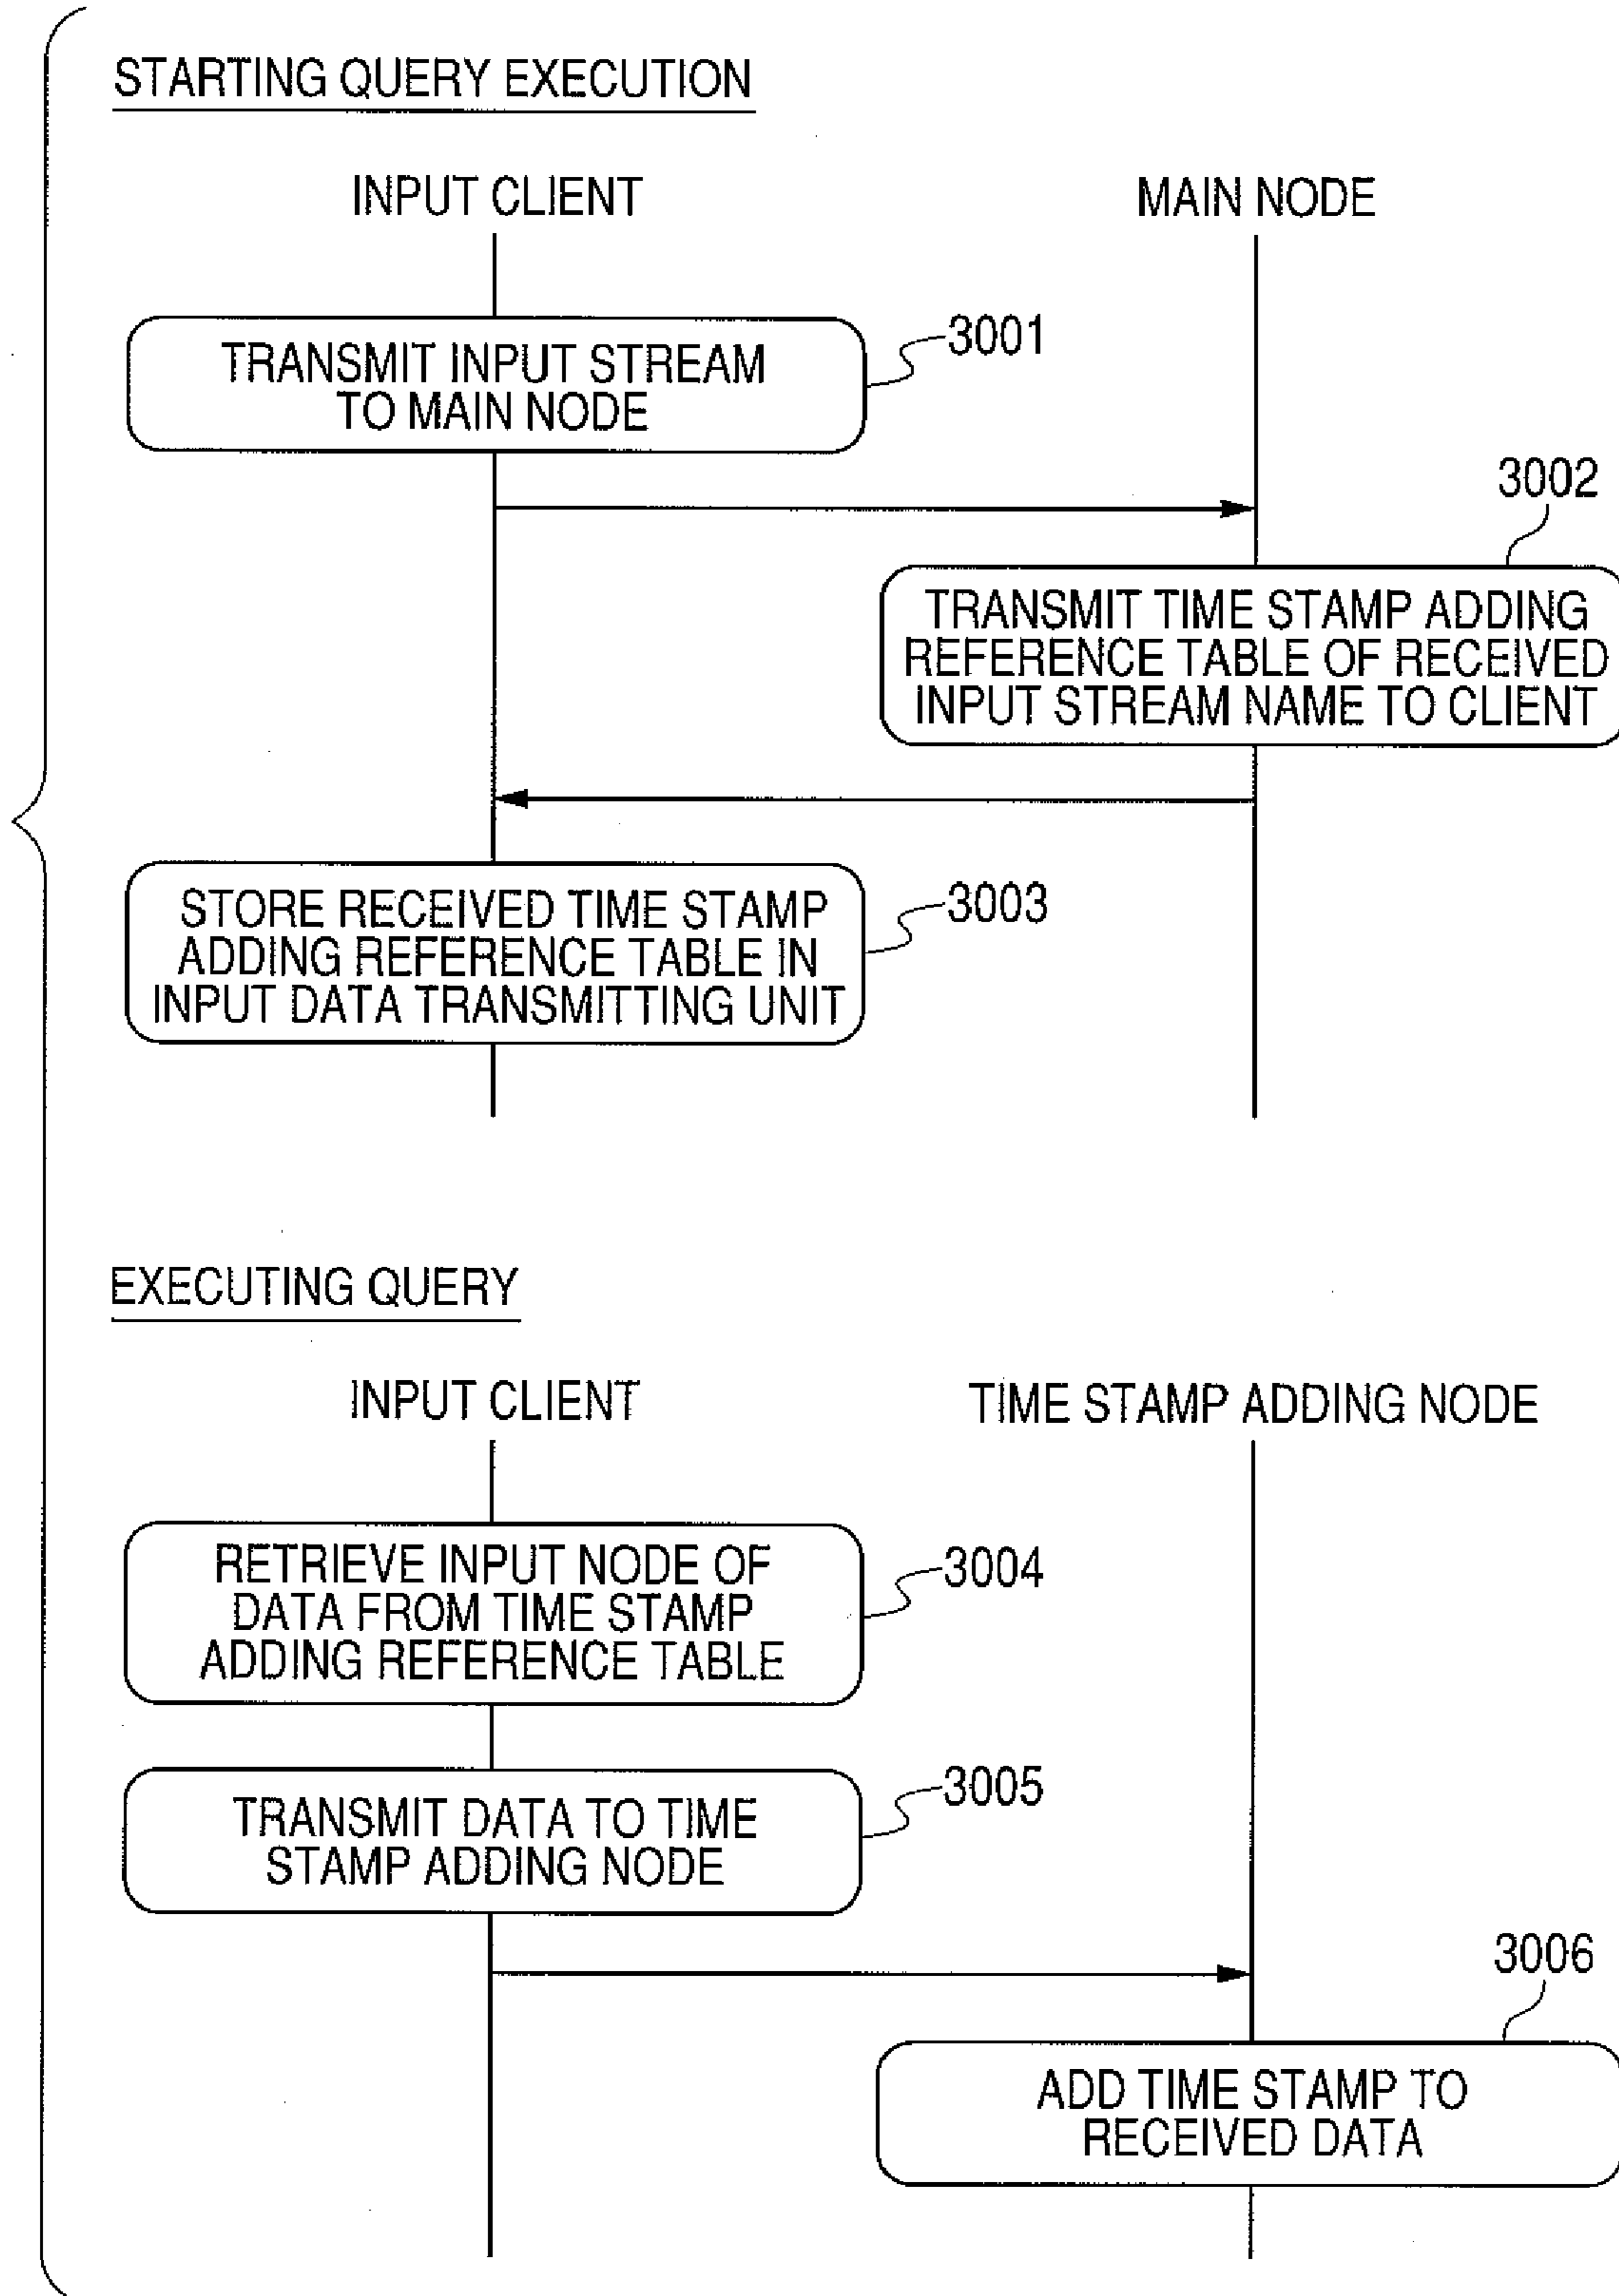 STARTING QUERY EXECUTION
INPUT CLIENT
MAIN NODE
TRANSMIT INPUT STREAM
TO MAIN NODE
3001
3002
TRANSMIT TIME STAMP ADDING
REFERENCE TABLE OF RECEIVED
INPUT STREAM NAME TO CLIENT
STORE RECEIVED TIME STAMP
ADDING REFERENCE TABLE IN
INPUT DATA TRANSMITTING UNIT
3003
EXECUTING QUERY
INPUT CLIENT
TIME STAMP ADDING NODE
RETRIEVE INPUT NODE OF
DATA FROM TIME STAMP
ADDING REFERENCE TABLE
3004
TRANSMIT DATA TO TIME
STAMP ADDING NODE
3005
3006
ADD TIME STAMP TO
RECEIVED DATA